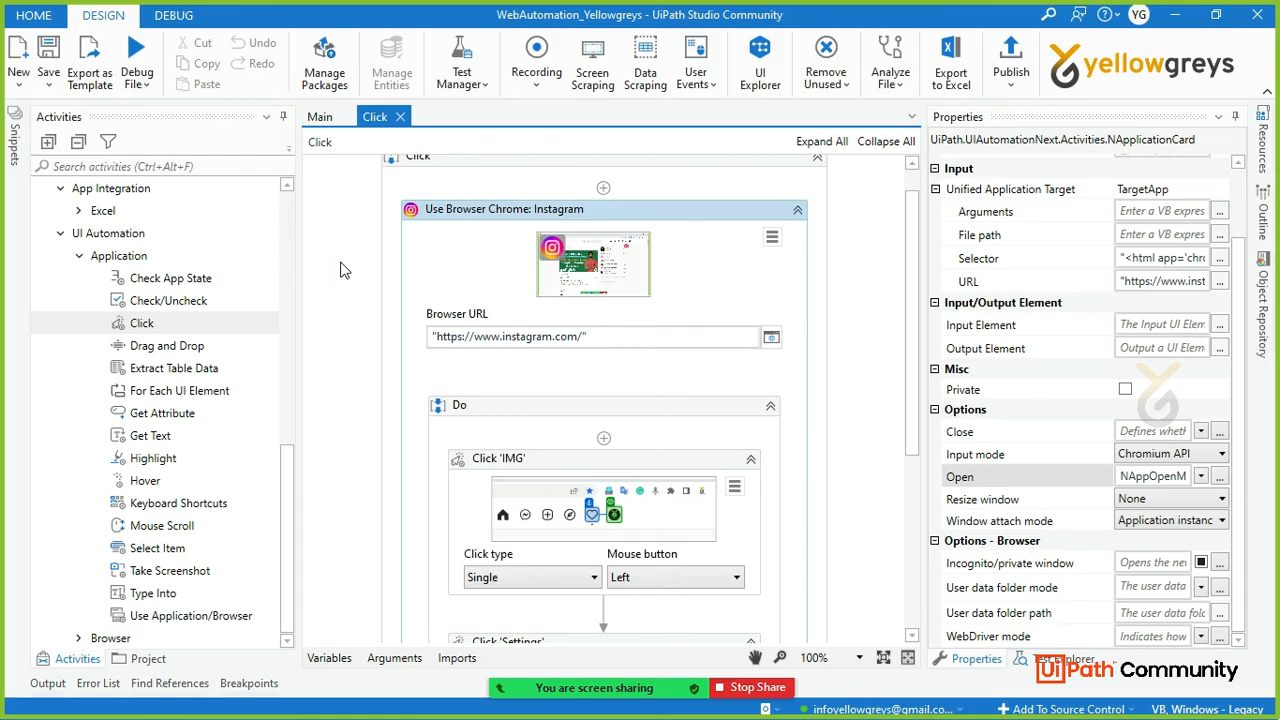 HOME DESIGN DEBUG WebAutomation_Yellowgreys - UiPath Studio Community YG
New Save Export as Template Debug File Cut Copy Paste Undo Redo Manage Packages Manage Entities Test Manager Recording Screen Scraping Data Scraping User Events UI Explorer Remove Unused Analyze File Export to Excel Publish yellowgreys
Snippets
Activities
Search activities (Ctrl+Alt+F)
App Integration
Excel
UI Automation
Application
Check App State
Check/Uncheck
Click
Drag and Drop
Extract Table Data
For Each UI Element
Get Attribute
Get Text
Highlight
Hover
Keyboard Shortcuts
Mouse Scroll
Select Item
Take Screenshot
Type Into
Use Application/Browser
Browser
Activities Project
Main Click
Click Expand All Collapse All
Click
Use Browser Chrome: Instagram
Browser URL
"https://www.instagram.com/"
Do
Click 'IMG'
Click type Mouse button
Single Left
Click 'Settings'
Variables Arguments Imports 100%
Properties
UiPath.UIAutomationNext.Activities.NApplicationCard
Input
Unified Application Target TargetApp
Arguments Enter a VB expres ...
File path Enter a VB expres ...
Selector "<html app='chro ...
URL "https://www.inst ...
Input/Output Element
Input Element The Input UI Elem ...
Output Element Output a UI Elem ...
Misc
Private
Options
Close Defines wheth ...
Input mode Chromium API
Open NAppOpenM ...
Resize window None
Window attach mode Application instanc
Options - Browser
Incognito/private window Opens the nev ...
User data folder mode The user data ...
User data folder path The user data fold ...
WebDriver mode Indicates how ...
Properties Test Explorer
UiPath Community
Resources
Outline
Object Repository
Output Error List Find References Breakpoints
You are screen sharing Stop Share
infoyellowgreys@gmail.co... Add To Source Control VB, Windows - Legacy